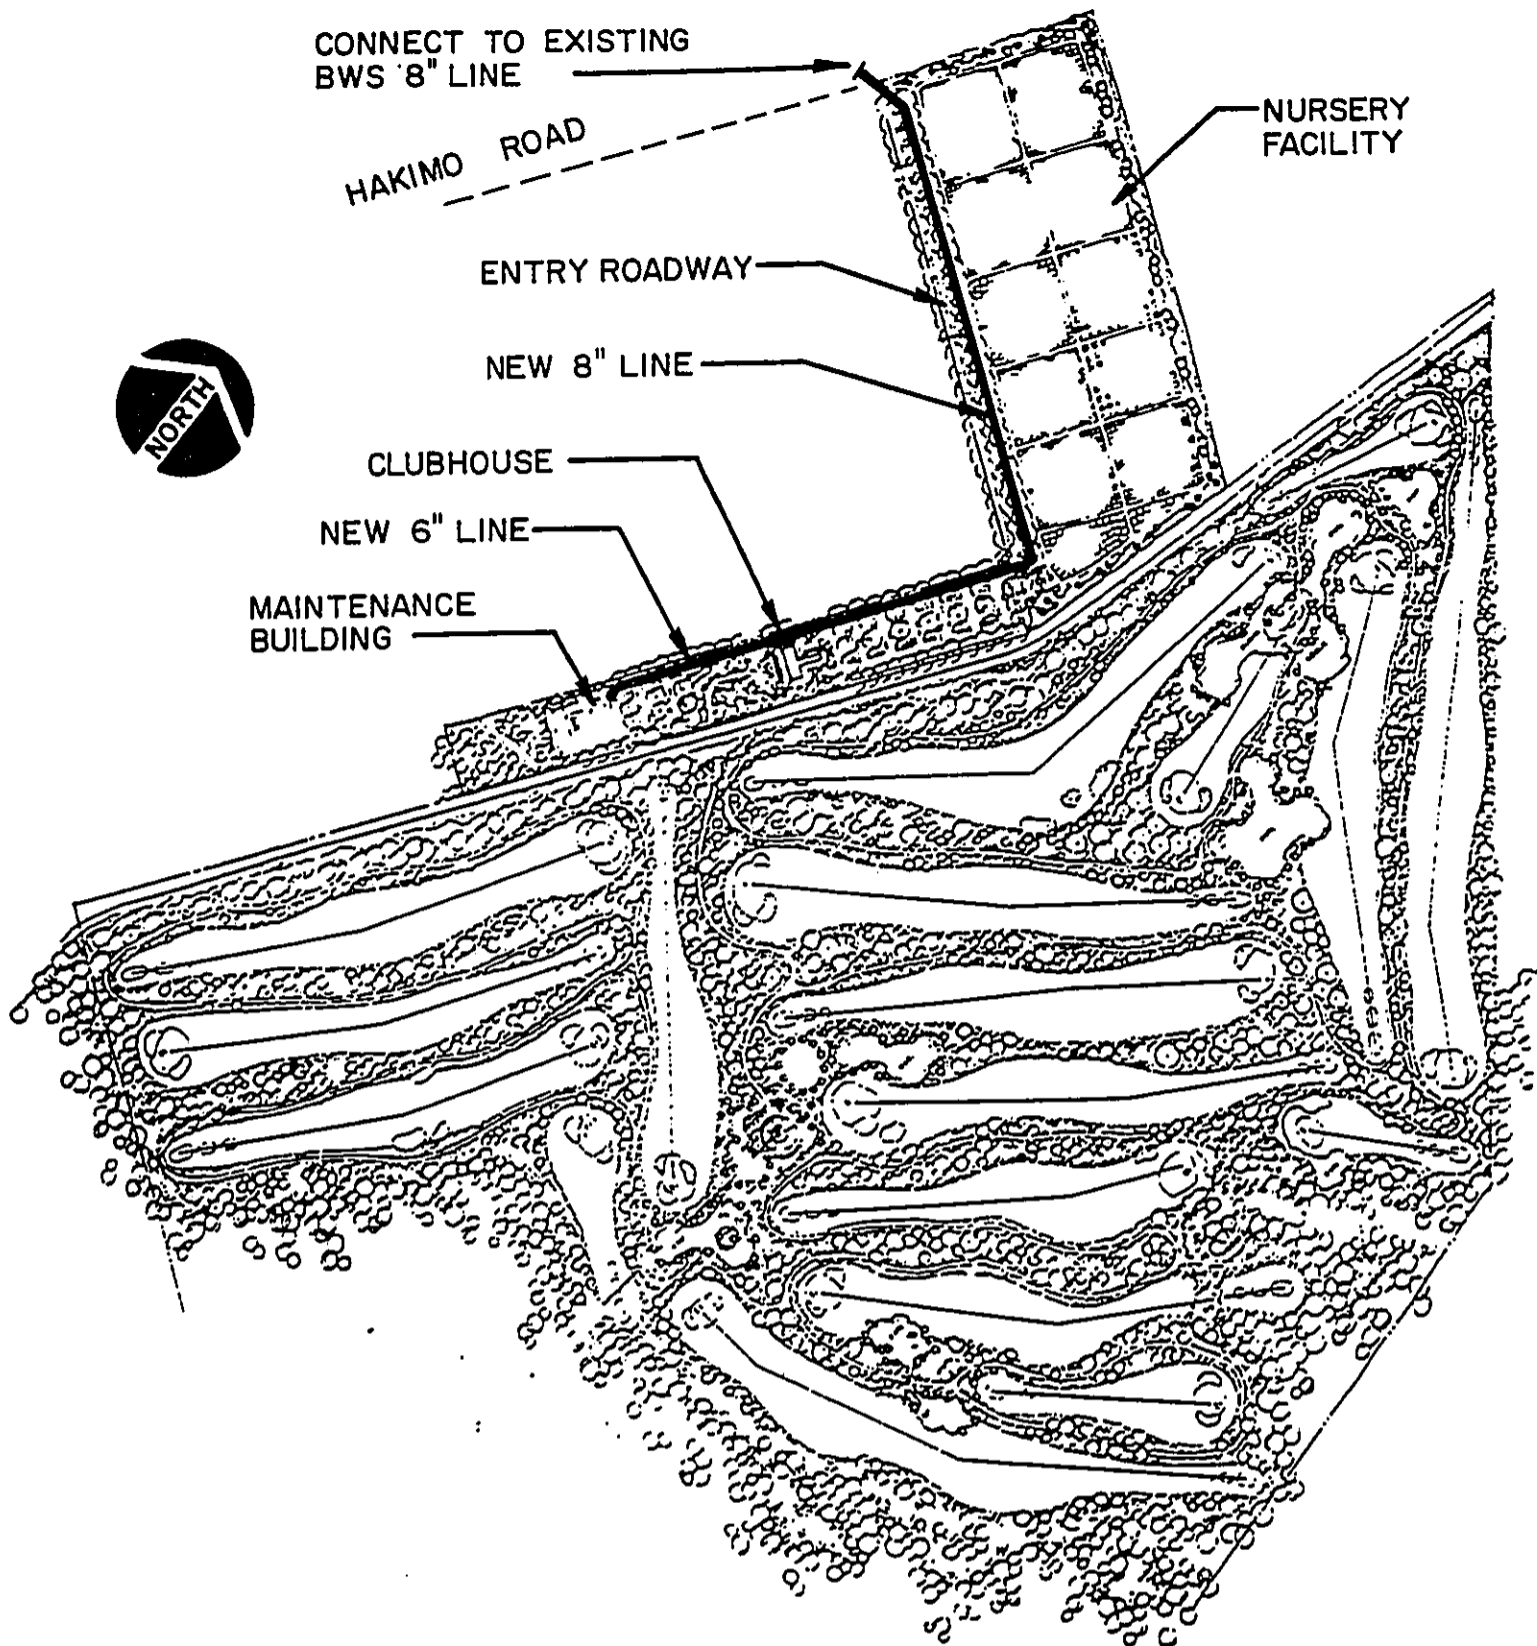 CONNECT TO EXISTING
BWS 8" LINE
HAKIMO ROAD
NURSERY
FACILITY
ENTRY ROADWAY
NEW 8" LINE
NORTH
CLUBHOUSE
NEW 6" LINE
MAINTENANCE
BUILDING